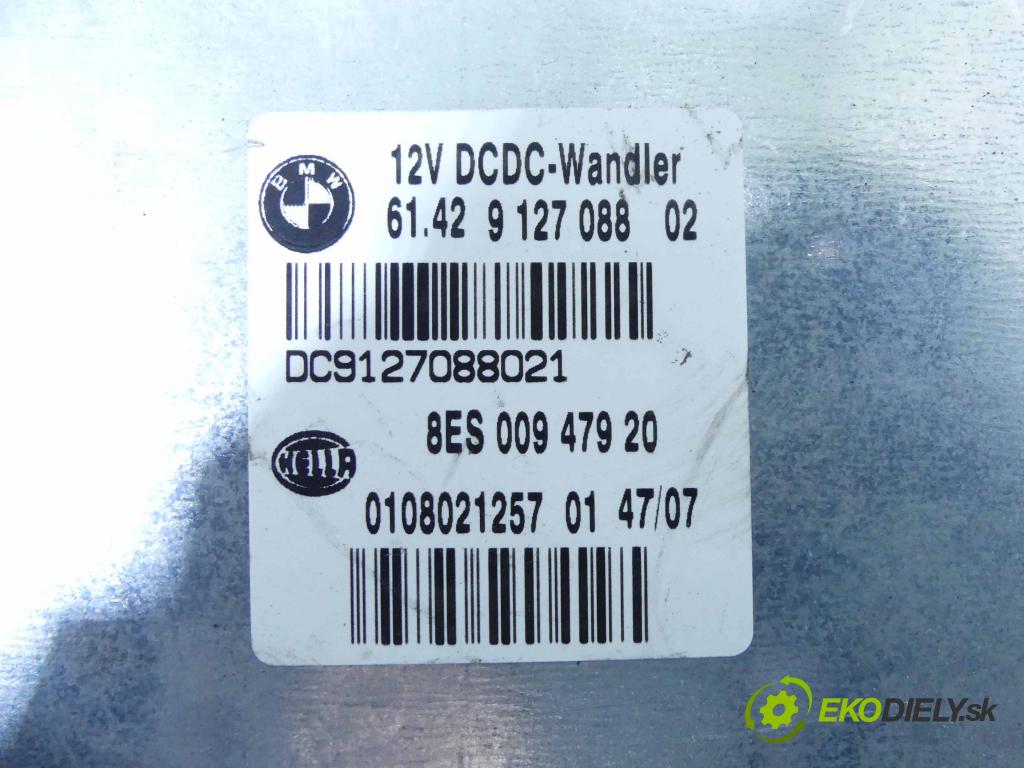 BMW
12V DCDC-Wandler
61.42 9 127 088 02
DC9127088021
8ES 009 479 20
HELLA
0108021257 01 47/07
EKODIELY.sk